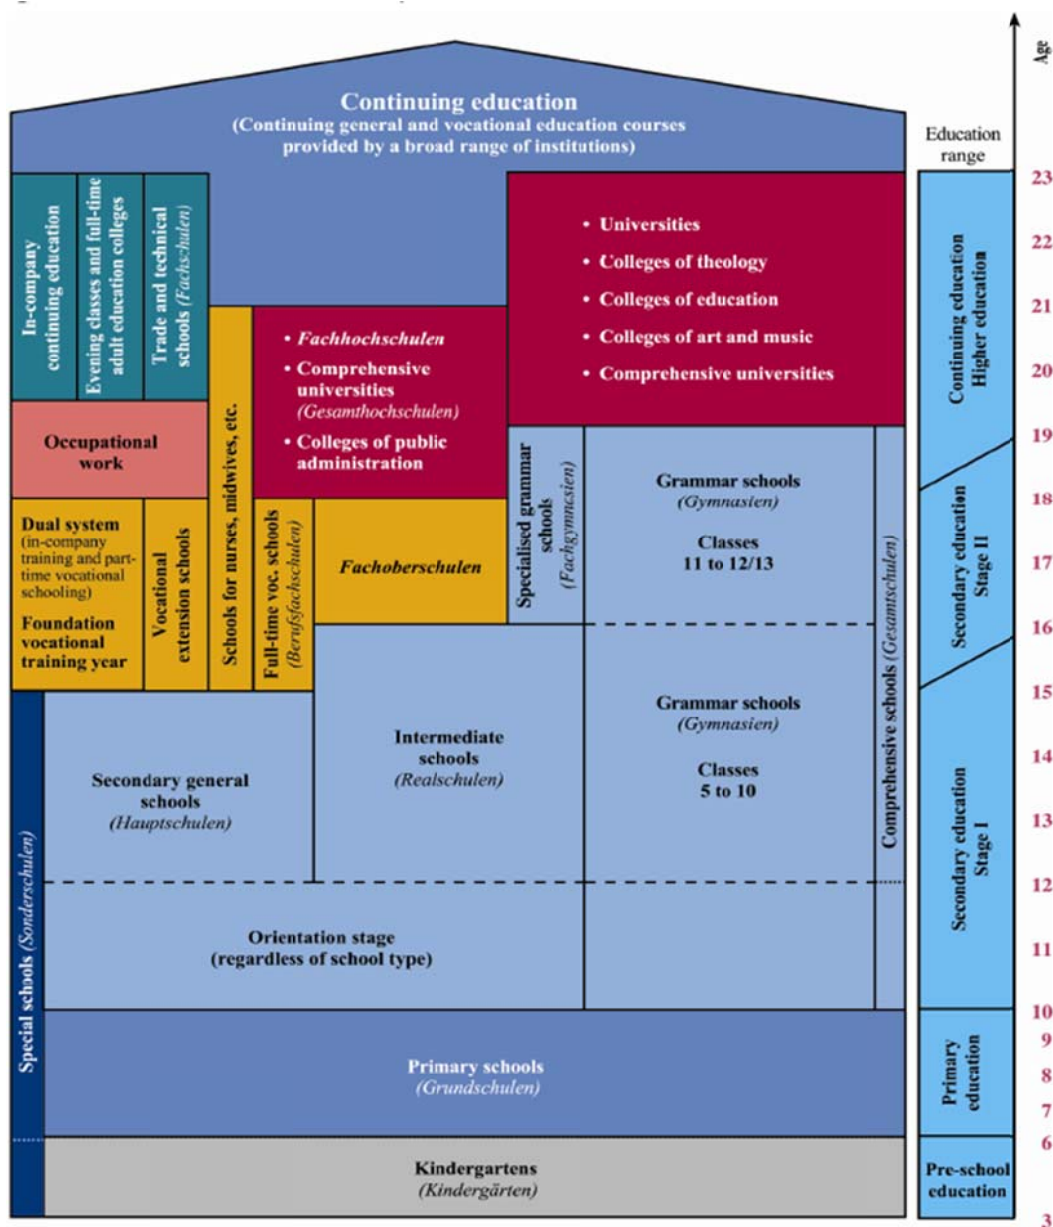 Age
Continuing education
(Continuing general and vocational education courses
provided by a broad range of institutions)
Education
range
In-company
continuing education
Evening classes and full-time
adult education colleges
Trade and technical
schools (Fachschulen)
• Universities
• Colleges of theology
• Colleges of education
• Colleges of art and music
• Comprehensive universities
• Fachhochschulen
• Comprehensive
universities
(Gesamthochschulen)
• Colleges of public
administration
Occupational
work
Dual system
(in-company
training and part-
time vocational
schooling)
Foundation
vocational
training year
Vocational
extension schools
Schools for nurses, midwives, etc.
Full-time voc. schools
(Berufsfachschulen)
Fachoberschulen
Specialised grammar
schools
(Fachgymnasien)
Grammar schools
(Gymnasien)
Classes
11 to 12/13
Comprehensive schools (Gesamtschulen)
Grammar schools
(Gymnasien)
Classes
5 to 10
Intermediate
schools
(Realschulen)
Secondary general
schools
(Hauptschulen)
Special schools (Sonderschulen)
Orientation stage
(regardless of school type)
Primary schools
(Grundschulen)
Kindergartens
(Kindergärten)
Continuing education
Higher education
Secondary education
Stage II
Secondary education
Stage I
Primary
education
Pre-school
education
23
22
21
20
19
18
17
16
15
14
13
12
11
10
9
8
7
6
3